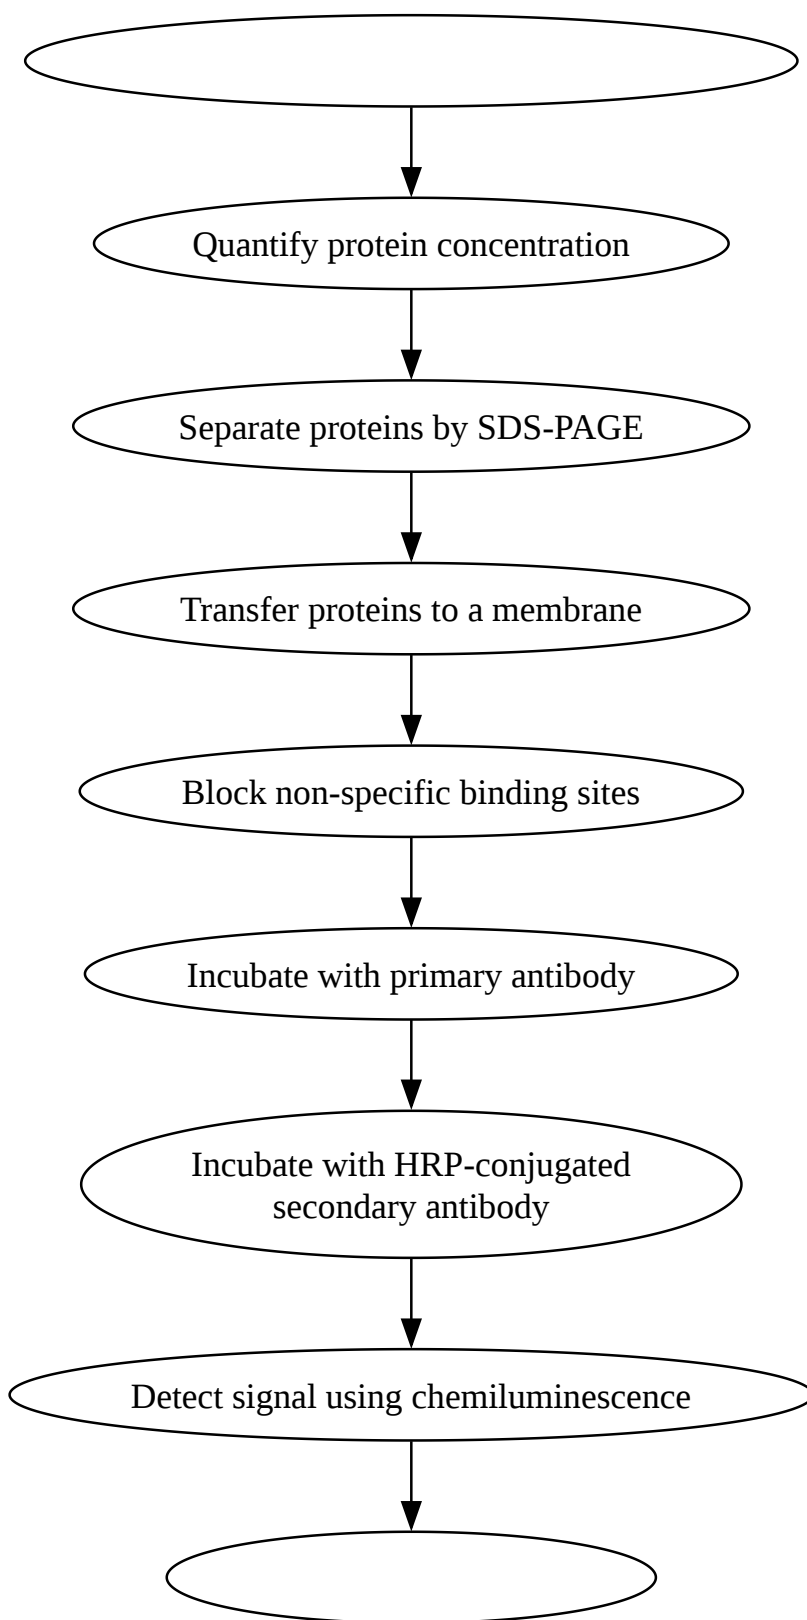 Quantify protein concentration
Separate proteins by SDS-PAGE
Transfer proteins to a membrane
Block non-specific binding sites
Incubate with primary antibody
Incubate with HRP-conjugated
secondary antibody
Detect signal using chemiluminescence